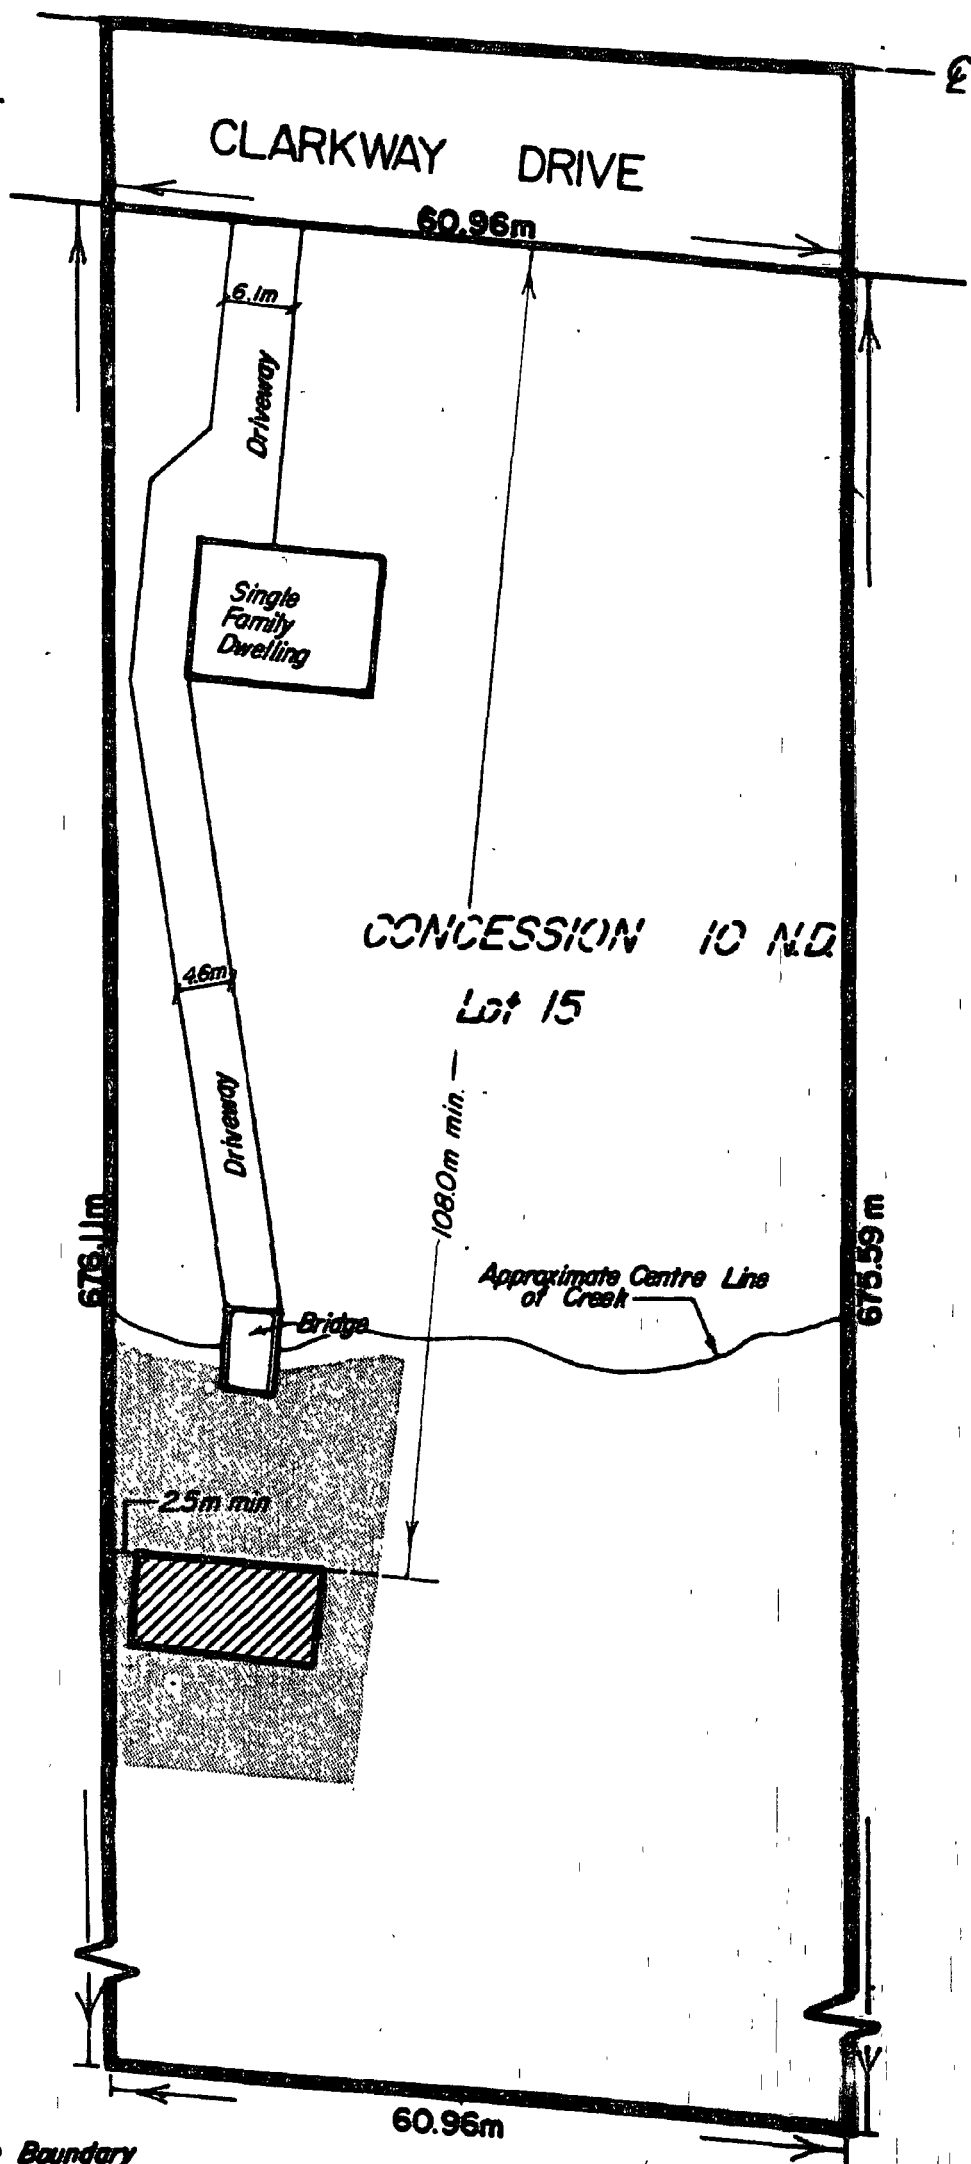 CLARKWAY DRIVE
60.96m
6.1m
Driveway
Single
Family
Dwelling
CONCESSION 10 N.D.
Lot 15
4.6m
Driveway
108.0m min.
676.11m
675.59m
Approximate Centre Line
of Creek
Bridge
2.5m min
60.96m
Boundary